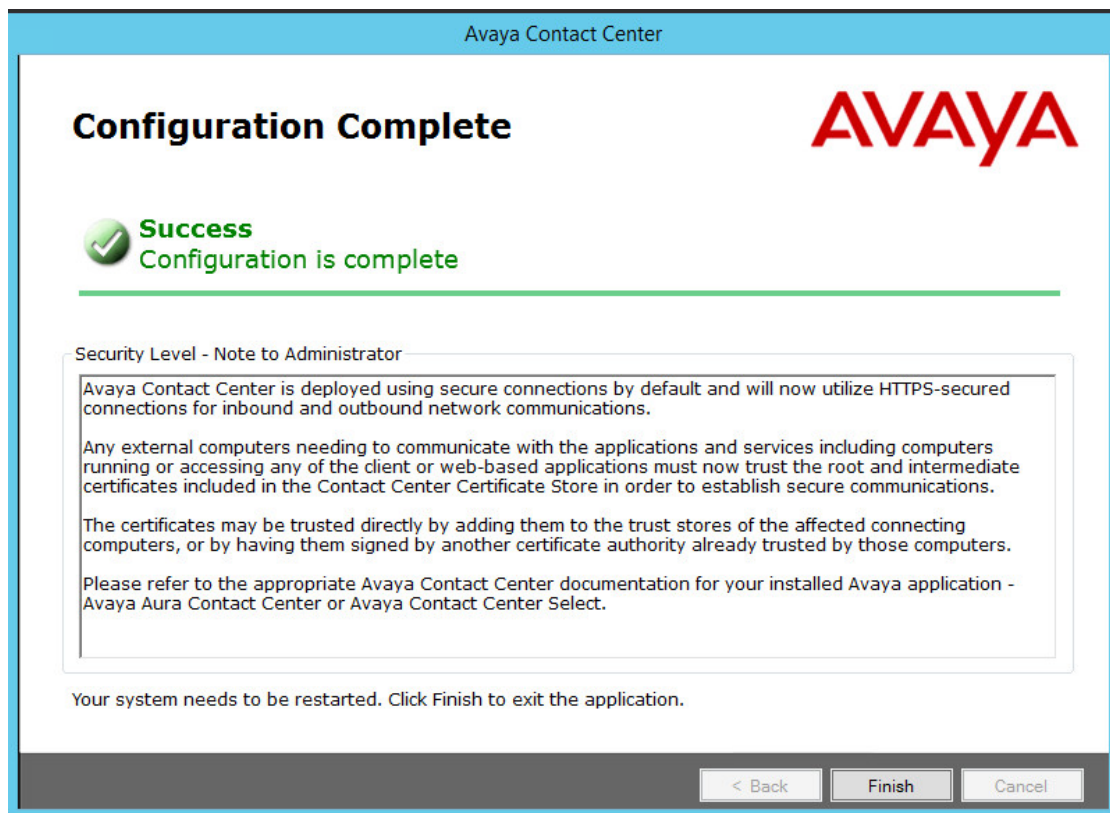 Avaya Contact Center
Configuration Complete
AVAYA
Success
Configuration is complete
Security Level - Note to Administrator
Avaya Contact Center is deployed using secure connections by default and will now utilize HTTPS-secured
connections for inbound and outbound network communications.
Any external computers needing to communicate with the applications and services including computers
running or accessing any of the client or web-based applications must now trust the root and intermediate
certificates included in the Contact Center Certificate Store in order to establish secure communications.
The certificates may be trusted directly by adding them to the trust stores of the affected connecting
computers, or by having them signed by another certificate authority already trusted by those computers.
Please refer to the appropriate Avaya Contact Center documentation for your installed Avaya application -
Avaya Aura Contact Center or Avaya Contact Center Select.
Your system needs to be restarted. Click Finish to exit the application.
< Back Finish Cancel